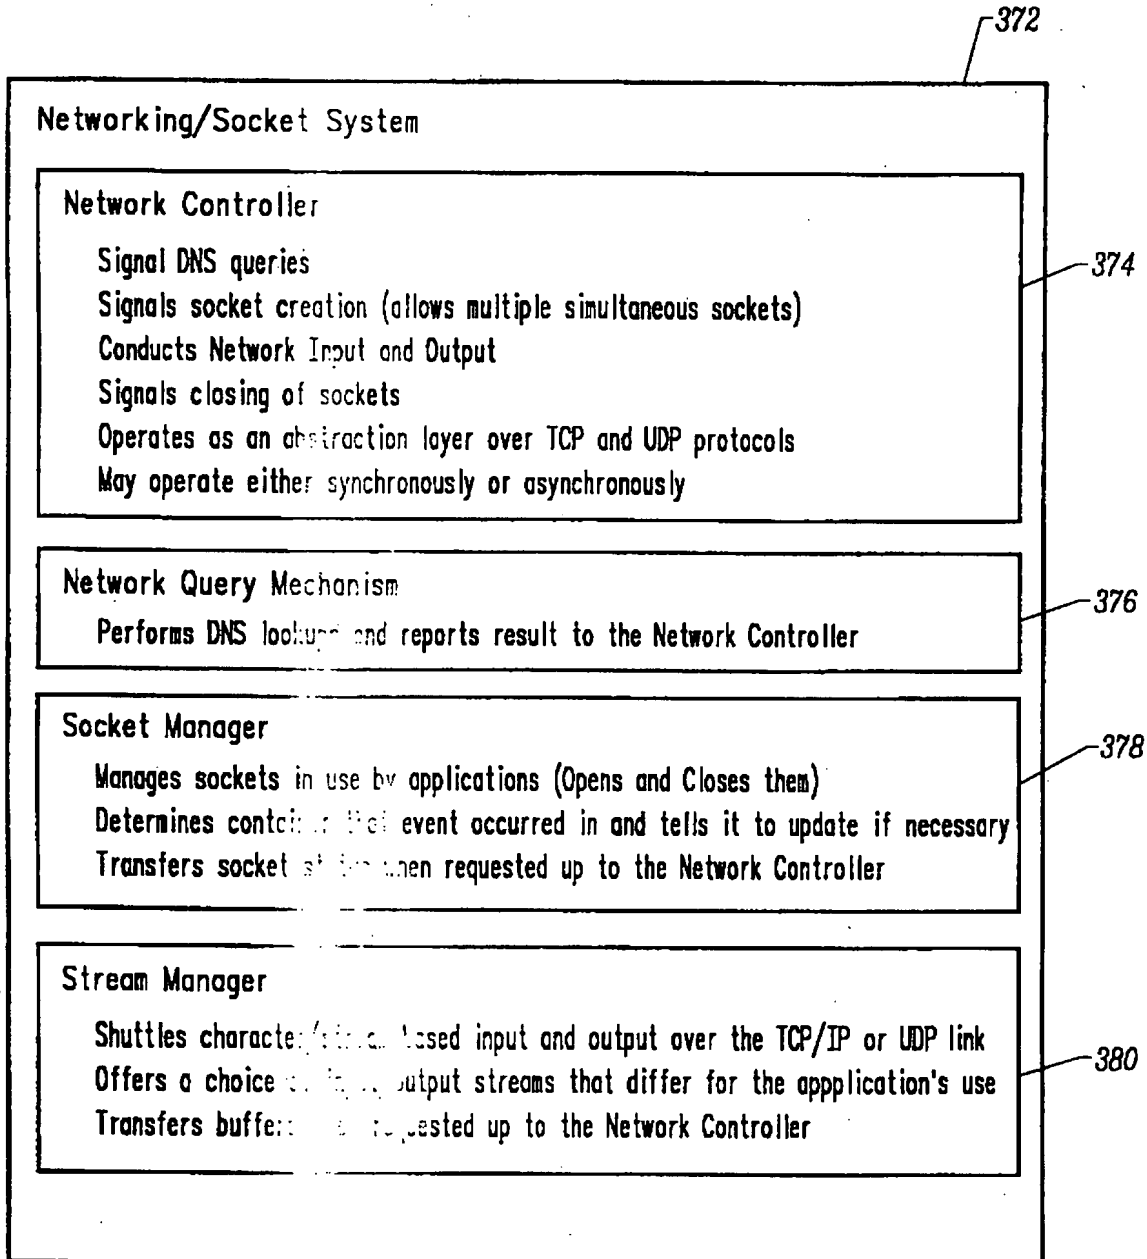 372
Networking/Socket System
Network Controller
Signal DNS queries
374
Signals socket creation (allows multiple simultaneous sockets)
Conducts Network Input and Output
Signals closing of sockets
Operates as an abstraction layer over TCP and UDP protocols
May operate either synchronously or asynchronously
Network Query Mechanism
376
Performs DNS lookups and reports result to the Network Controller
Socket Manager
378
Manages sockets in use by applications (Opens and Closes them)
Determines event occurred in and tells it to update if necessary
Transfers socket when requested up to the Network Controller
Stream Manager
Shuttles input and output over the TCP/IP or UDP link
380
Offers a choice output streams that differ for the appplication's use
Transfers requested up to the Network Controller